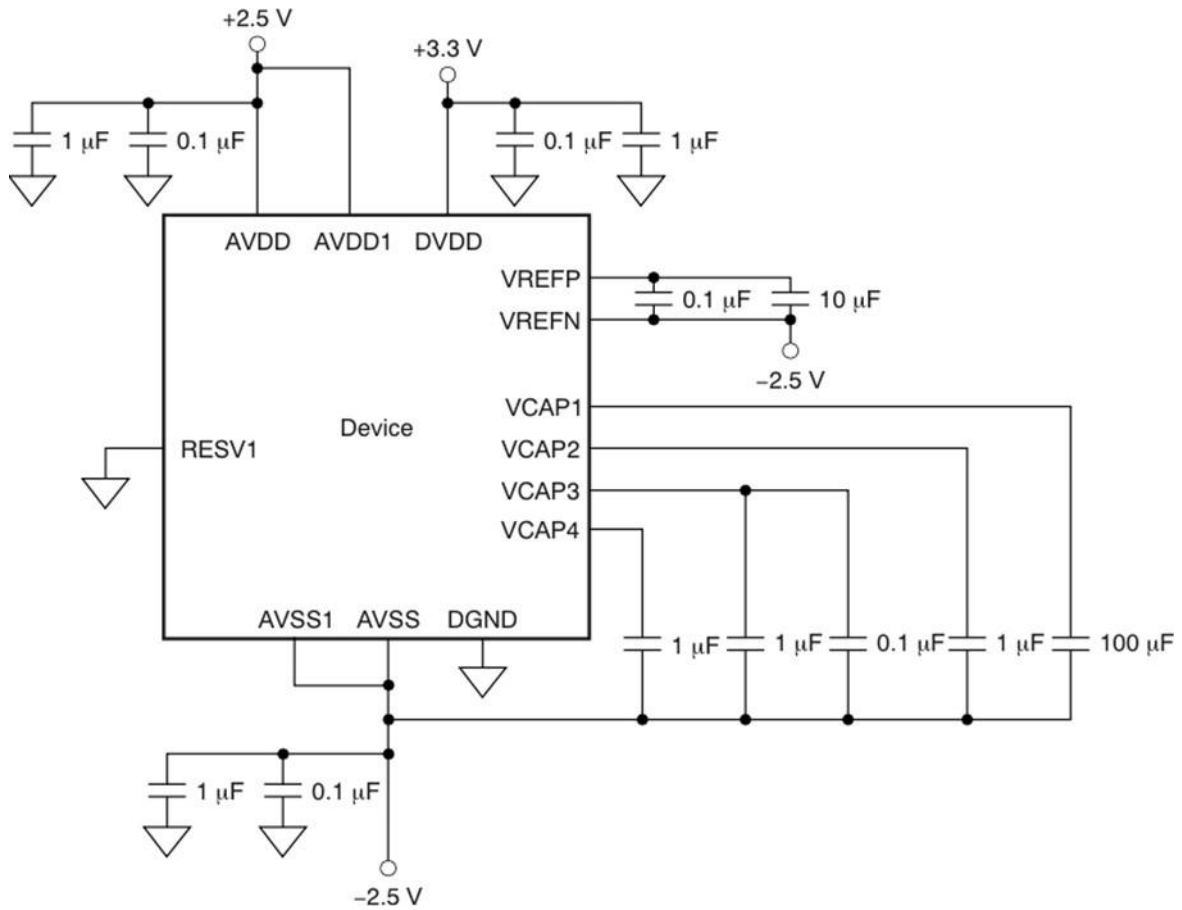 +2.5 V
+3.3 V
1 μF
0.1 μF
0.1 μF
1 μF
AVDD
AVDD1
DVDD
VREFP
0.1 μF
10 μF
VREFN
−2.5 V
VCAP1
Device
RESV1
VCAP2
VCAP3
VCAP4
AVSS1
AVSS
DGND
1 μF
1 μF
0.1 μF
1 μF
100 μF
1 μF
0.1 μF
−2.5 V